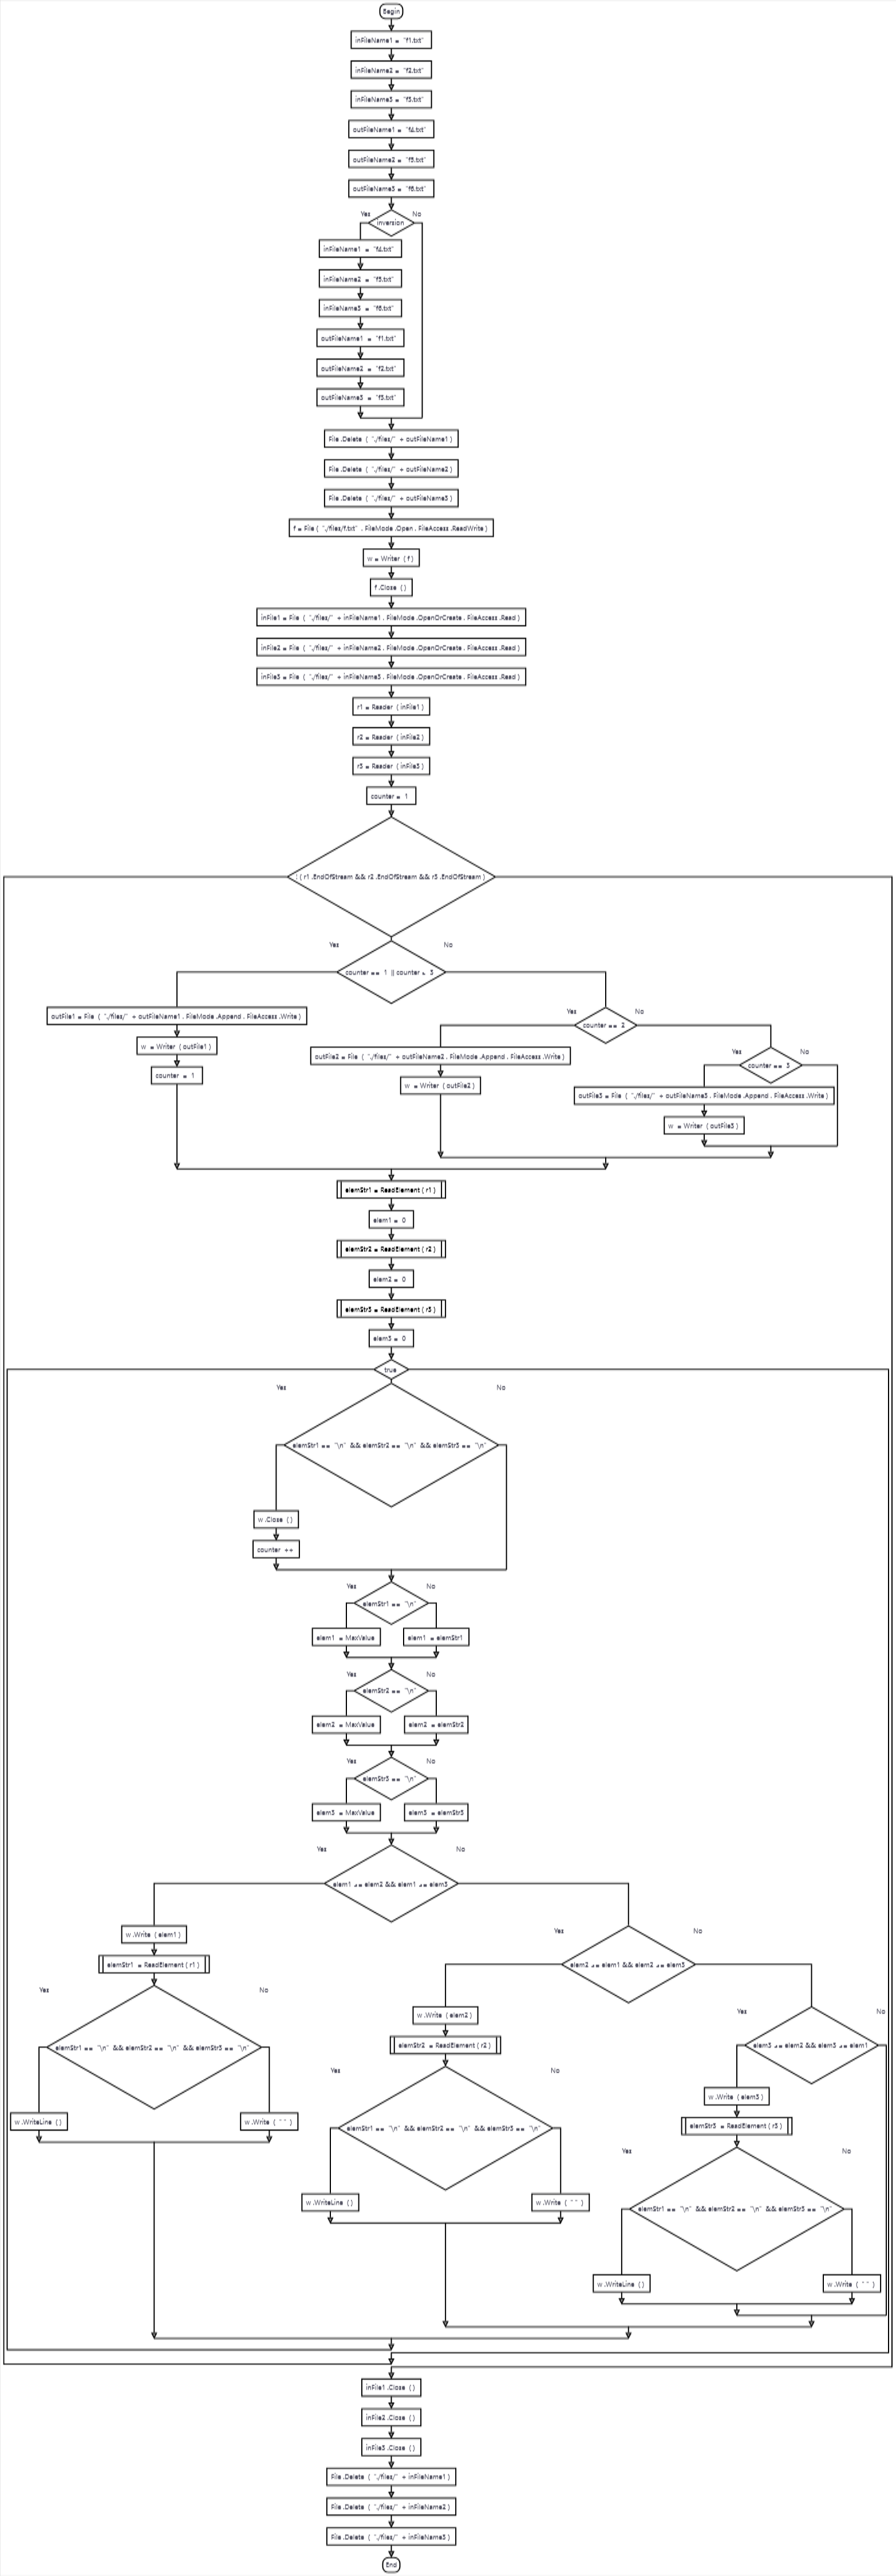 Begin
inFileName1 = "f1.txt"
inFileName2 = "f2.txt"
inFileName3 = "f3.txt"
outFileName1 = "f4.txt"
outFileName2 = "f5.txt"
outFileName3 = "f6.txt"
Yes
No
inversion
inFileName1 = "f4.txt"
inFileName2 = "f5.txt"
inFileName3 = "f6.txt"
outFileName1 = "f1.txt"
outFileName2 = "f2.txt"
outFileName3 = "f3.txt"
File .Delete ( "./files/" + outFileName1 )
File .Delete ( "./files/" + outFileName2 )
File .Delete ( "./files/" + outFileName3 )
f = File ( "./files/f.txt" , FileMode .Open , FileAccess .ReadWrite )
w = Writer ( f )
f .Close ()
inFile1 = File ( "./files/" + inFileName1 , FileMode .OpenOrCreate , FileAccess .Read )
inFile2 = File ( "./files/" + inFileName2 , FileMode .OpenOrCreate , FileAccess .Read )
inFile3 = File ( "./files/" + inFileName3 , FileMode .OpenOrCreate , FileAccess .Read )
r1 = Reader ( inFile1 )
r2 = Reader ( inFile2 )
r3 = Reader ( inFile3 )
counter = 1
! ( r1 .EndOfStream && r2 .EndOfStream && r3 .EndOfStream )
Yes
No
counter == 1 || counter > 3
outFile1 = File ( "./files/" + outFileName1 , FileMode .Append , FileAccess .Write )
w = Writer ( outFile1 )
counter = 1
Yes
No
counter == 2
outFile2 = File ( "./files/" + outFileName2 , FileMode .Append , FileAccess .Write )
w = Writer ( outFile2 )
Yes
No
counter == 3
outFile3 = File ( "./files/" + outFileName3 , FileMode .Append , FileAccess .Write )
w = Writer ( outFile3 )
elemStr1 = ReadElement ( r1 )
elem1 = 0
elemStr2 = ReadElement ( r2 )
elem2 = 0
elemStr3 = ReadElement ( r3 )
elem3 = 0
true
Yes
No
elemStr1 == "\n" && elemStr2 == "\n" && elemStr3 == "\n"
w .Close ()
counter ++
Yes
No
elemStr1 == "\n"
elem1 = MaxValue
elem1 = elemStr1
Yes
No
elemStr2 == "\n"
elem2 = MaxValue
elem2 = elemStr2
Yes
No
elemStr3 == "\n"
elem3 = MaxValue
elem3 = elemStr3
Yes
No
elem1 <= elem2 && elem1 <= elem3
w .Write ( elem1 )
elemStr1 = ReadElement ( r1 )
Yes
No
elemStr1 == "\n" && elemStr2 == "\n" && elemStr3 == "\n"
w .WriteLine ()
w .Write ( " " )
Yes
No
elem2 <= elem1 && elem2 <= elem3
w .Write ( elem2 )
elemStr2 = ReadElement ( r2 )
Yes
No
elemStr1 == "\n" && elemStr2 == "\n" && elemStr3 == "\n"
w .WriteLine ()
w .Write ( " " )
Yes
No
elem3 <= elem2 && elem3 <= elem1
w .Write ( elem3 )
elemStr3 = ReadElement ( r3 )
Yes
No
elemStr1 == "\n" && elemStr2 == "\n" && elemStr3 == "\n"
w .WriteLine ()
w .Write ( " " )
inFile1 .Close ()
inFile2 .Close ()
inFile3 .Close ()
File .Delete ( "./files/" + inFileName1 )
File .Delete ( "./files/" + inFileName2 )
File .Delete ( "./files/" + inFileName3 )
End